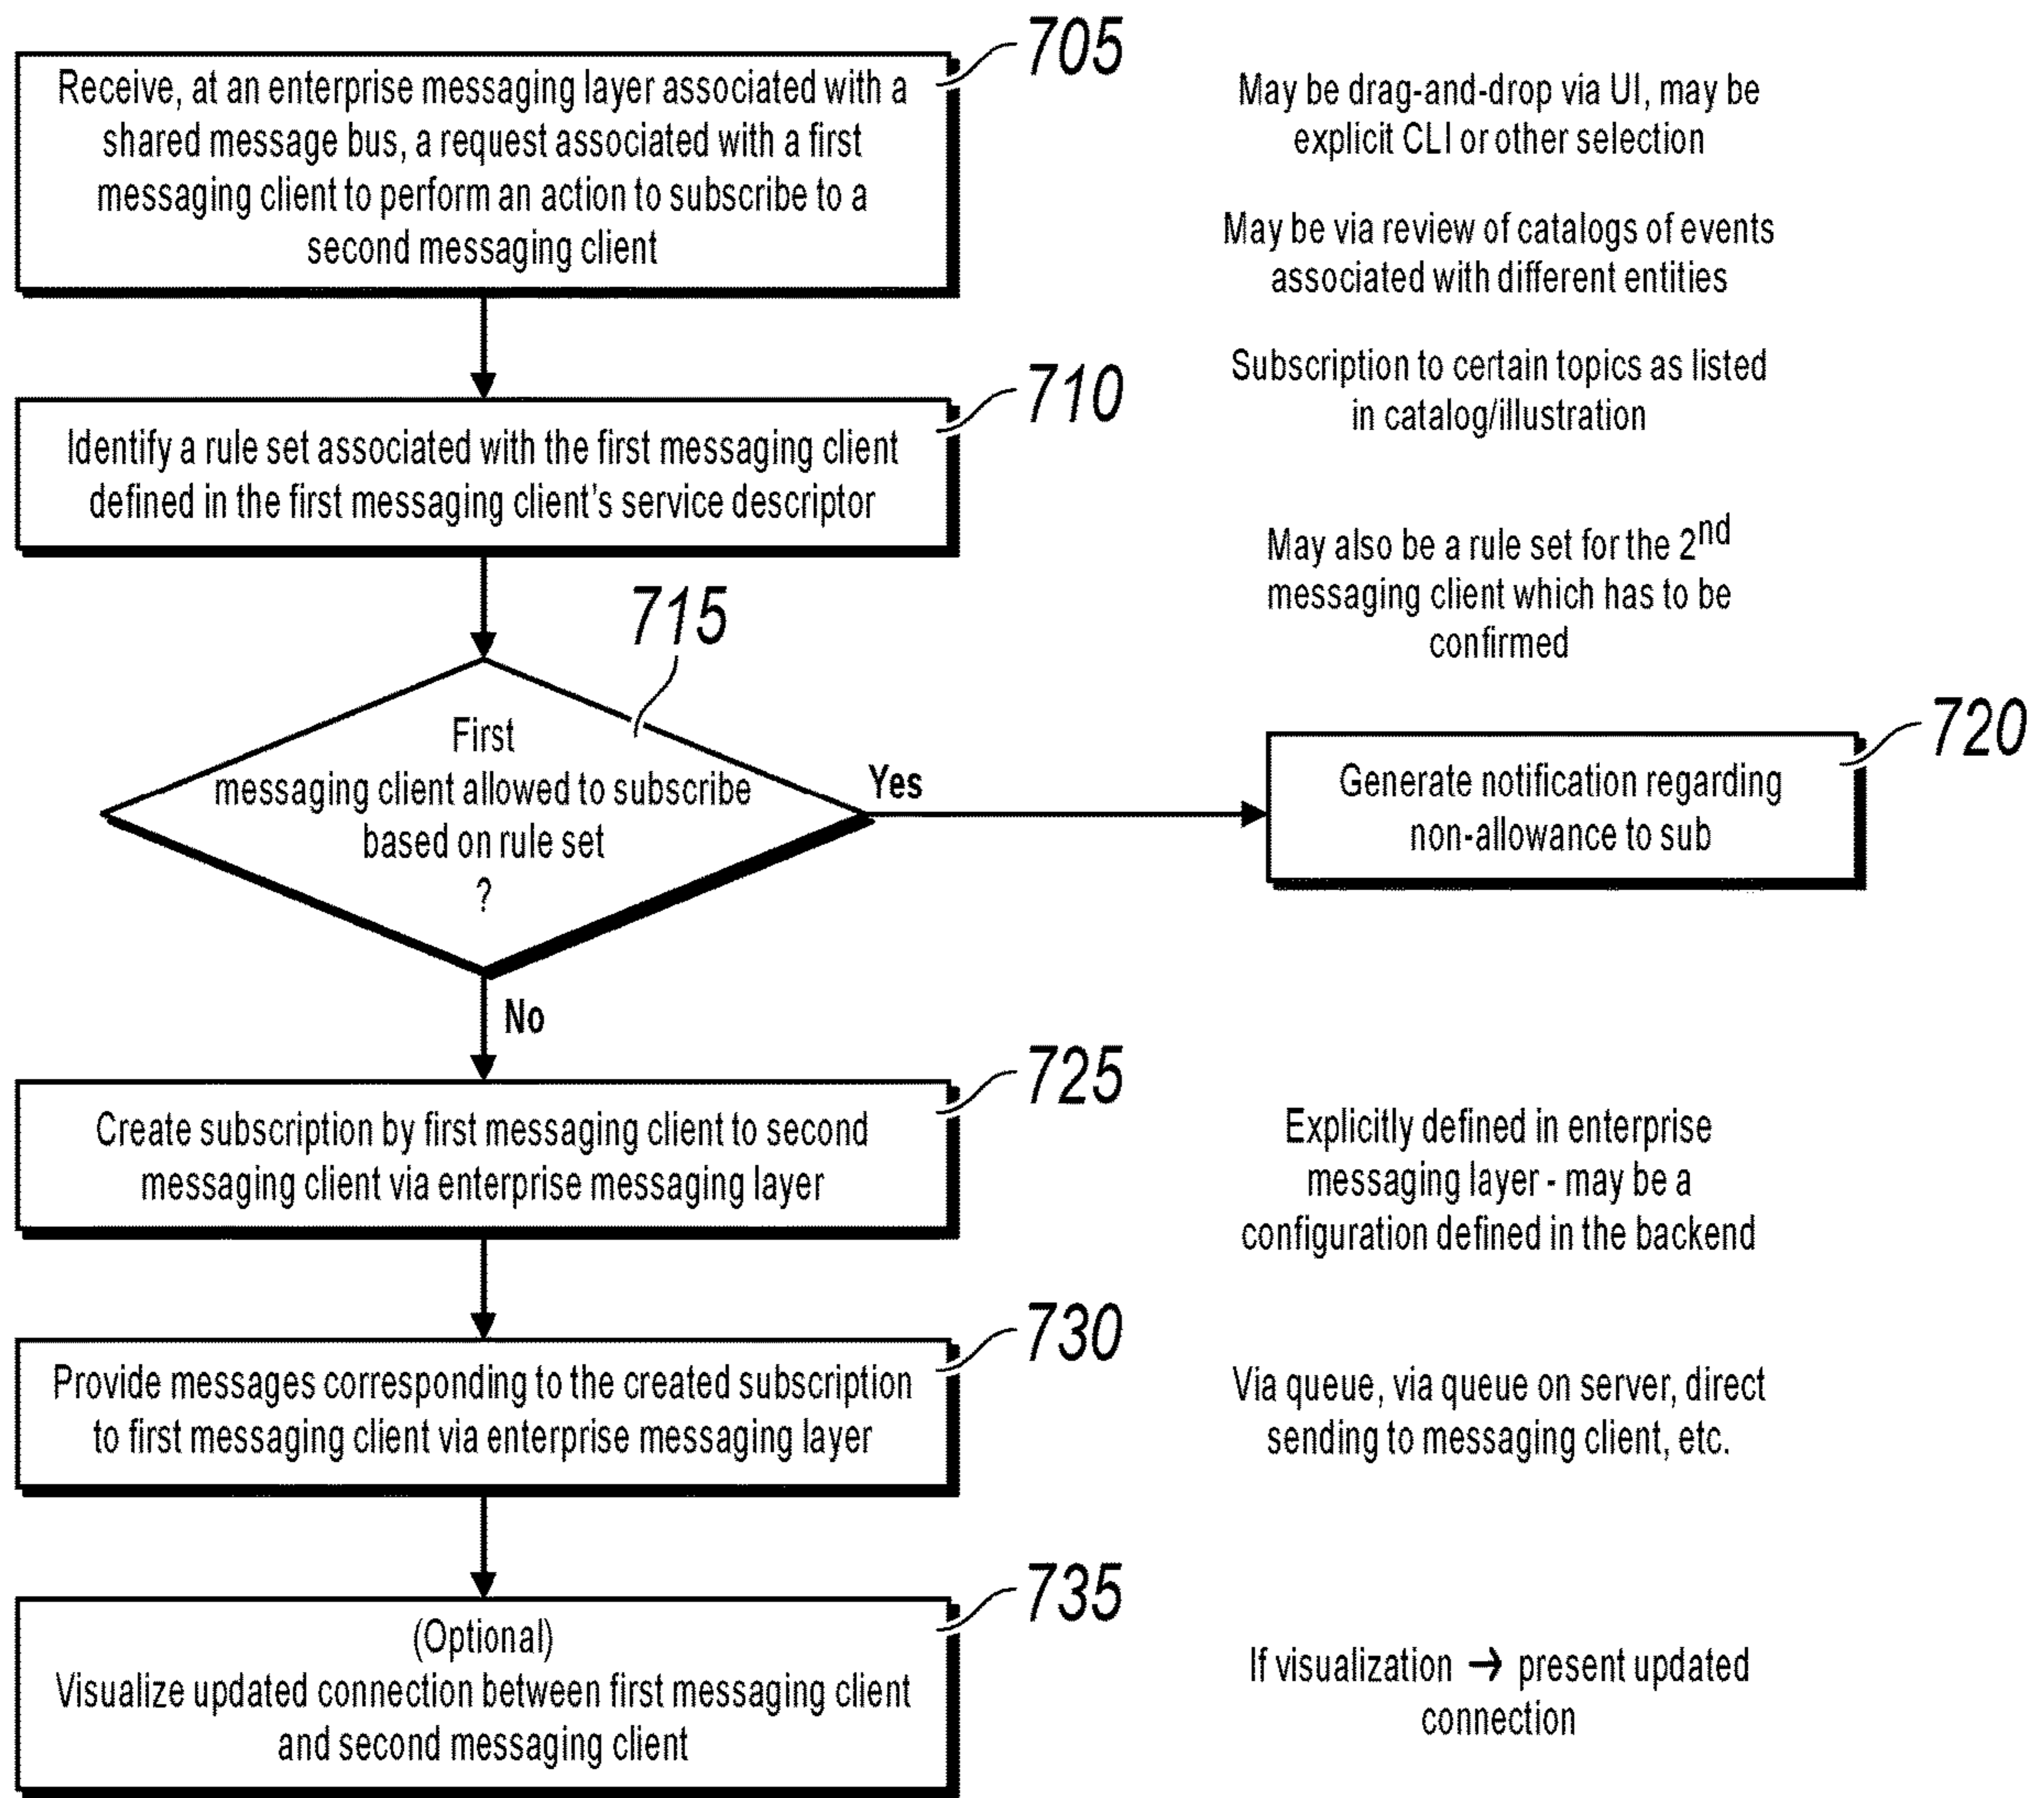 705
Receive, at an enterprise messaging layer associated with a
shared message bus, a request associated with a first
messaging client to perform an action to subscribe to a
second messaging client
May be drag-and-drop via UI, may be
explicit CLI or other selection
May be via review of catalogs of events
associated with different entities
Subscription to certain topics as listed
in catalog/illustration
710
Identify a rule set associated with the first messaging client
defined in the first messaging client's service descriptor
May also be a rule set for the 2nd
messaging client which has to be
confirmed
715
First
messaging client allowed to subscribe
based on rule set
?
Yes
720
Generate notification regarding
non-allowance to sub
No
725
Create subscription by first messaging client to second
messaging client via enterprise messaging layer
Explicitly defined in enterprise
messaging layer - may be a
configuration defined in the backend
730
Provide messages corresponding to the created subscription
to first messaging client via enterprise messaging layer
Via queue, via queue on server, direct
sending to messaging client, etc.
735
(Optional)
Visualize updated connection between first messaging client
and second messaging client
If visualization → present updated
connection